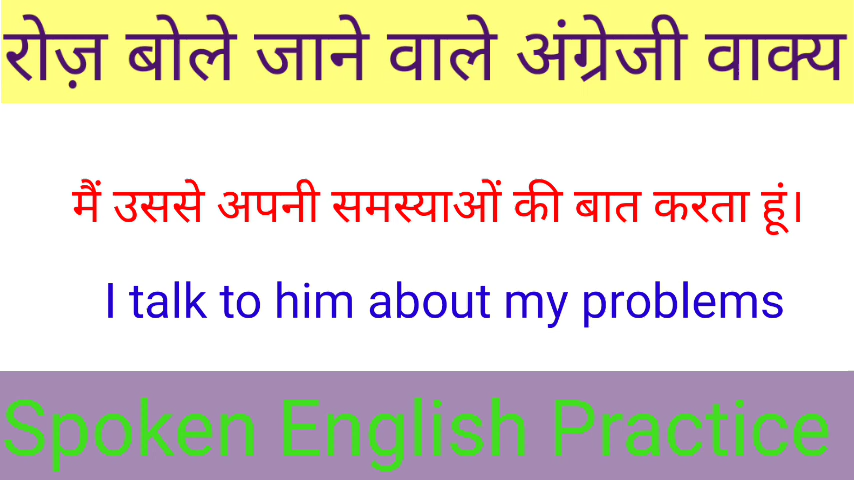 रोज़ बोले जाने वाले अंग्रेजी वाक्य
मैं उससे अपनी समस्याओं की बात करता हूं।
I talk to him about my problems
Spoken English Practice